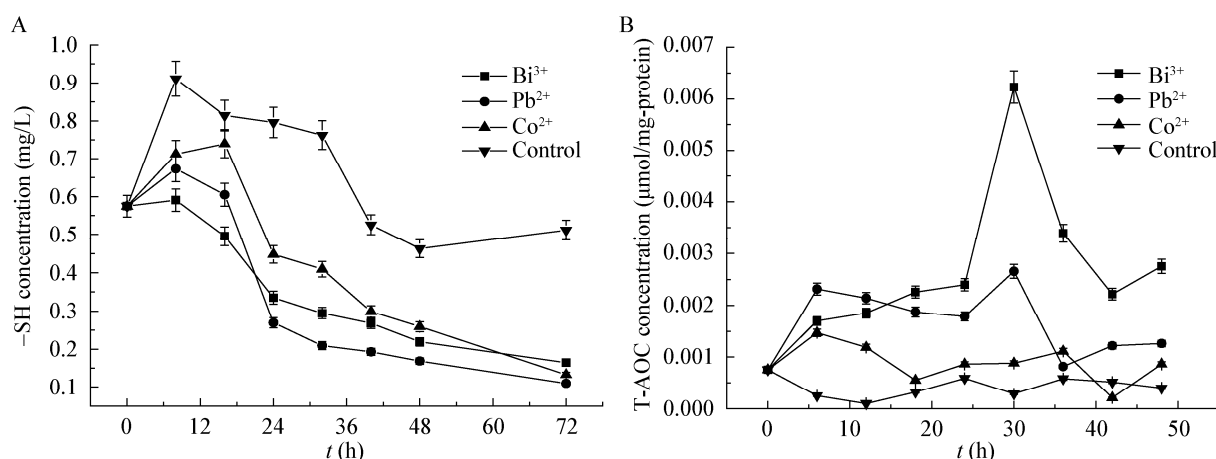 A
–SH concentration (mg/L)
1.0
0.9
0.8
0.7
0.6
0.5
0.4
0.3
0.2
0.1
0 12 24 36 48 60 72
t (h)
Bi³⁺
Pb²⁺
Co²⁺
Control
B
T-AOC concentration (μmol/mg-protein)
0.007
0.006
0.005
0.004
0.003
0.002
0.001
0.000
0 10 20 30 40 50
t (h)
Bi³⁺
Pb²⁺
Co²⁺
Control